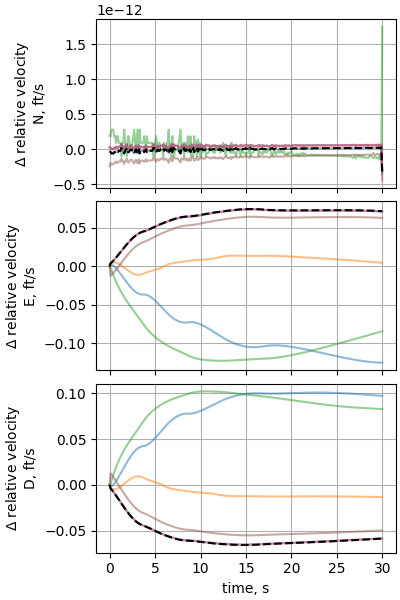 1e−12
1.5
1.0
0.5
0.0
−0.5
Δ relative velocity
N, ft/s
0.05
0.00
−0.05
−0.10
Δ relative velocity
E, ft/s
0.10
0.05
0.00
−0.05
Δ relative velocity
D, ft/s
0 5 10 15 20 25 30
time, s